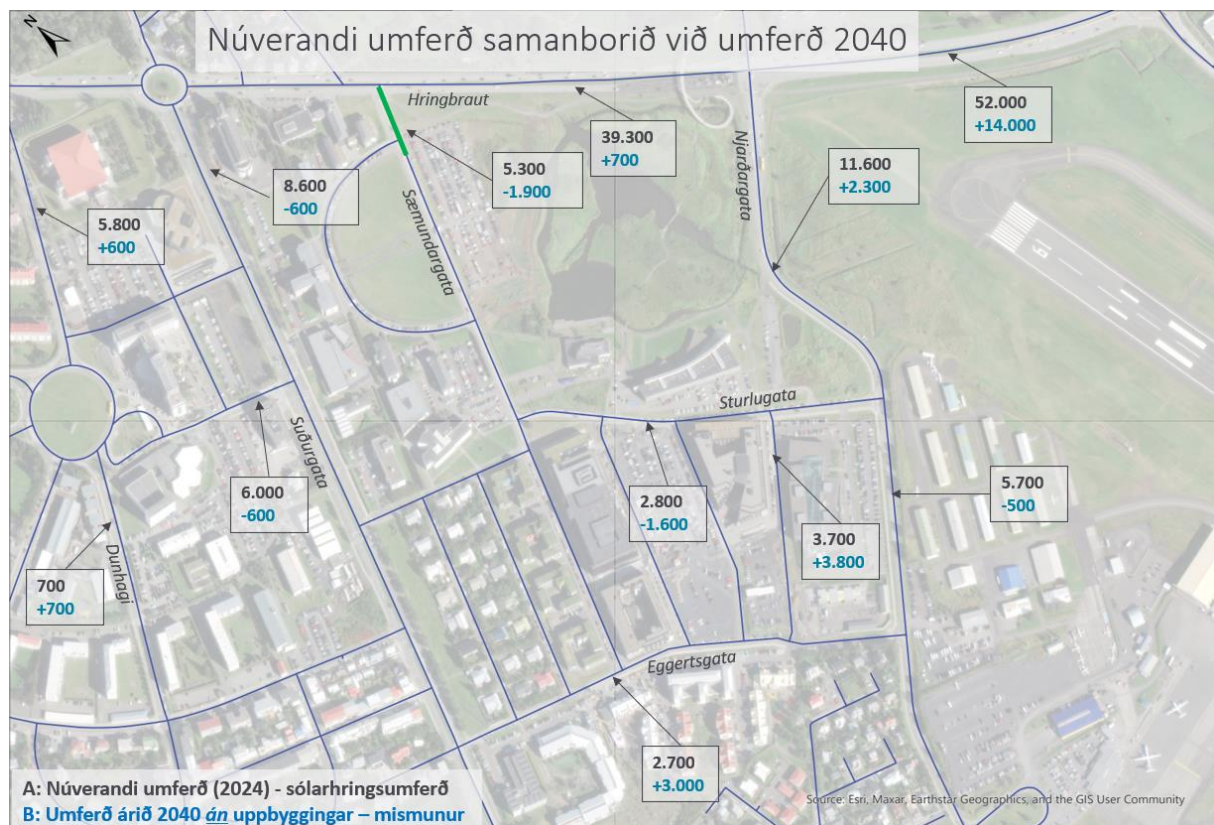 N
Núverandi umferð samanborið við umferð 2040
Hringbraut
52.000
+14.000
39.300
+700
5.300
-1.900
Njarðargata
11.600
+2.300
8.600
-600
5.800
+600
Sæmundargata
Sturlugata
Suðurgata
6.000
-600
2.800
-1.600
3.700
+3.800
5.700
-500
Dunhagi
700
+700
Eggertsgata
2.700
+3.000
A: Núverandi umferð (2024) - sólarhringsumferð
B: Umferð árið 2040 án uppbyggingar – mismunur
Source: Esri, Maxar, Earthstar Geographics, and the GIS User Community